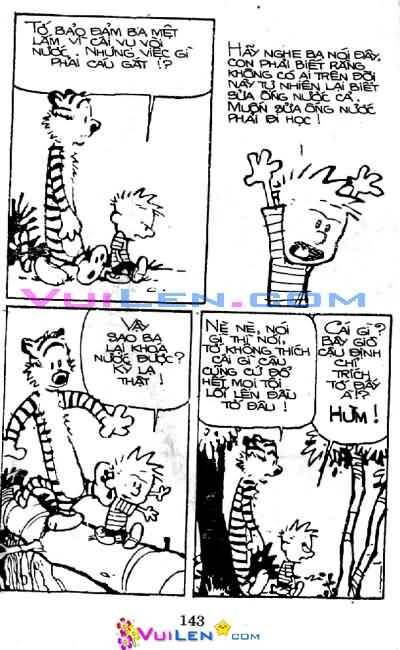 TỚ BẢO ĐẢM BA MỆT
LẮM VÌ CÁI VỤ VÒI
NƯỚC. NHƯNG VIỆC GÌ
PHẢI CÁU GẮT !?
HÃY NGHE BA NÓI ĐÂY,
CON PHẢI BIẾT RẰNG
KHÔNG CÓ AI TRÊN ĐỜI
NÀY TỰ NHIÊN LẠI BIẾT
SỬA ỐNG NƯỚC CẢ.
MUỐN SỬA ỐNG NƯỚC
PHẢI ĐI HỌC !
VẬY
SAO BA
LẠI KHOÁ
NƯỚC ĐƯỢC?
KỲ LẠ
THẬT !
NÈ NÈ, NÓI
GÌ THÌ NÓI,
TỚ KHÔNG THÍCH
CÁI GÌ CẬU
CŨNG CỨ ĐỔ
HẾT MỌI TỘI
LỖI LÊN ĐẦU
TỚ ĐÂU !
CÁI GÌ?
BÂY GIỜ
CẬU ĐỊNH
CHỈ
TRÍCH
TỚ ĐẤY
À !?
HỪM !
VUILEN.COM
143
VUILEN.COM